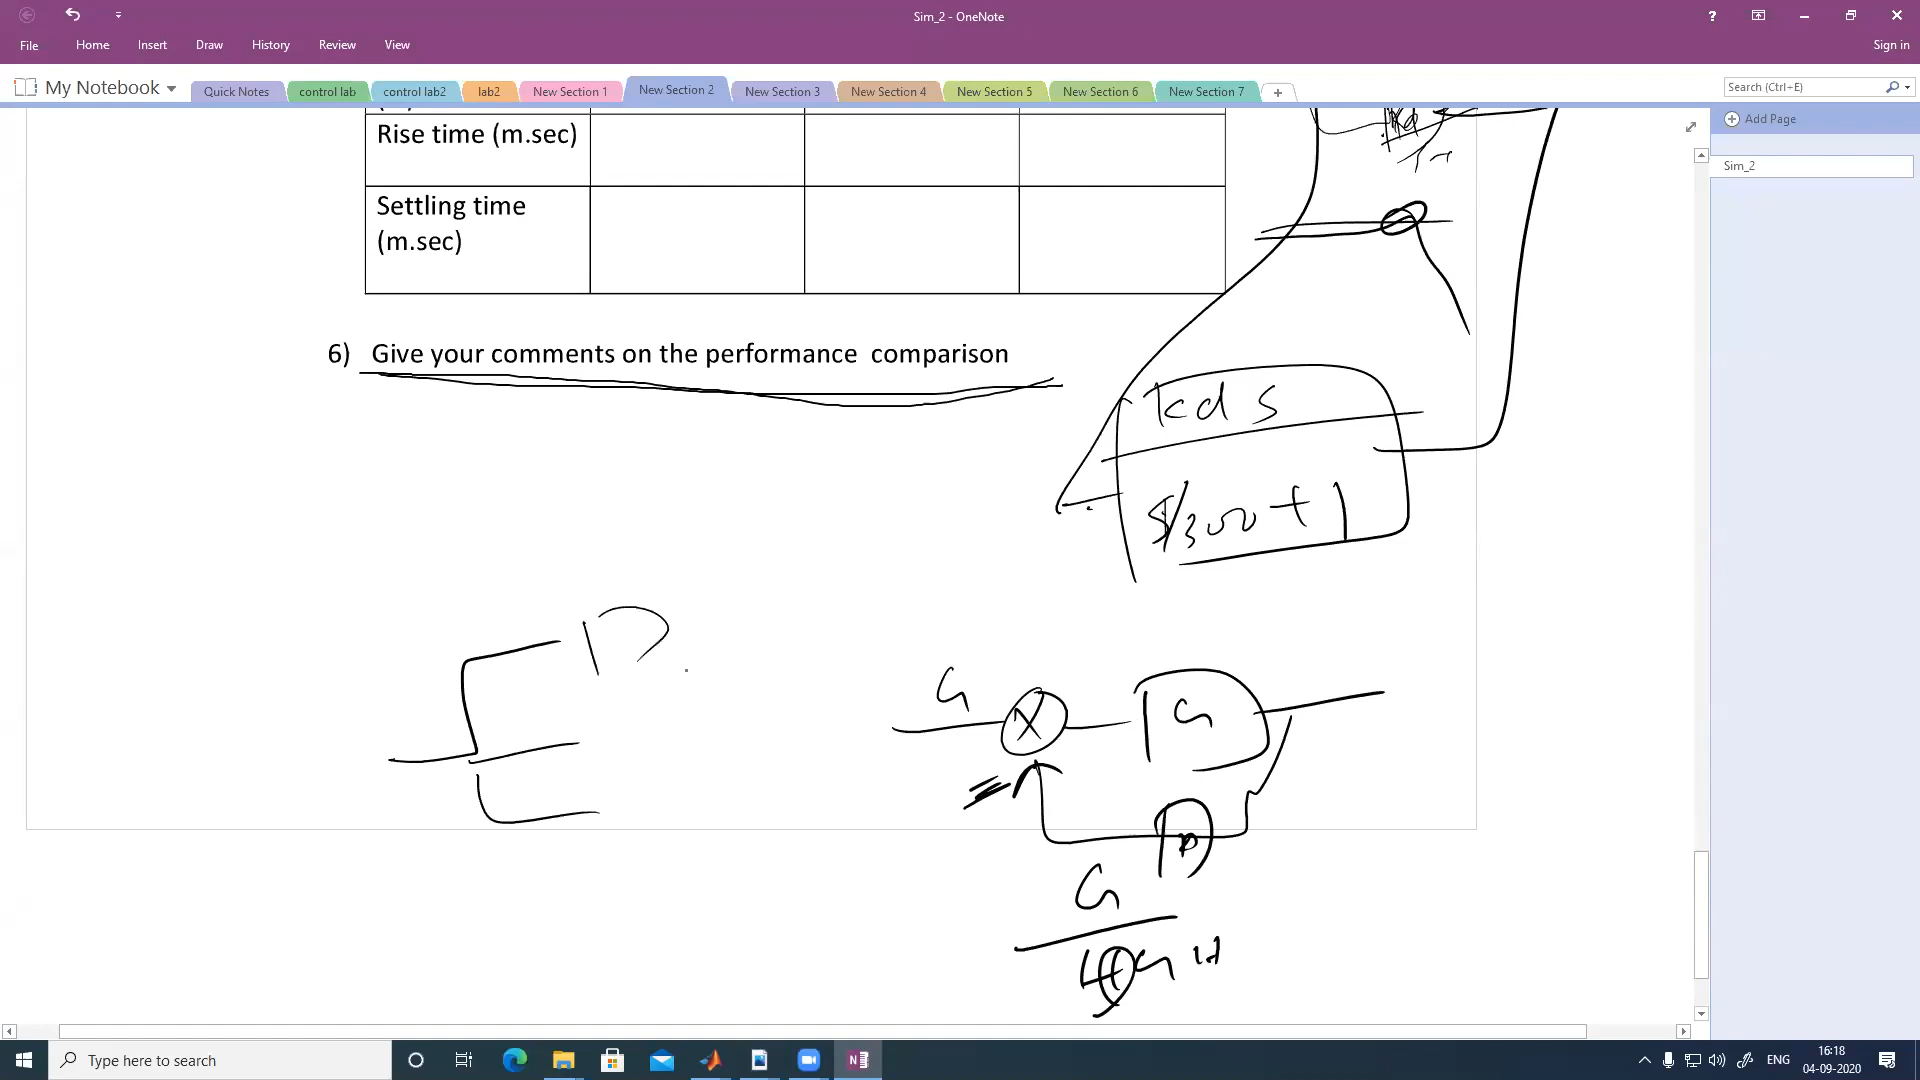 Sim_2 - OneNote
?
File
Home
Insert
Draw
History
Review
View
Sign in
My Notebook
Quick Notes
control lab
control lab2
lab2
New Section 1
New Section 2
New Section 3
New Section 4
New Section 5
New Section 6
New Section 7
+
Search (Ctrl+E)
Add Page
Sim_2
Rise time (m.sec)
Settling time
(m.sec)
6) Give your comments on the performance comparison
kd s
s/300 + 1
G
G
G
GH
Type here to search
ENG
16:18
04-09-2020